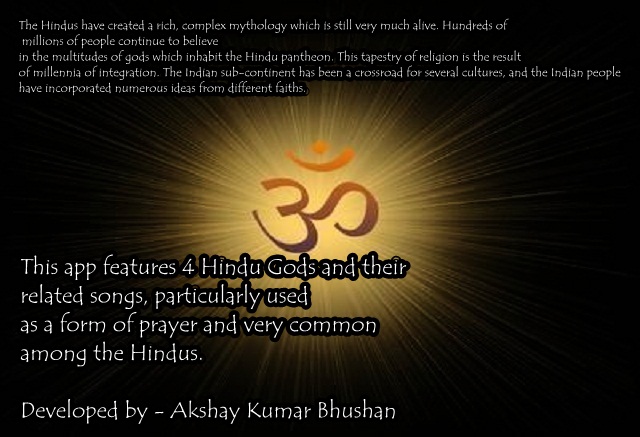 The Hindus have created a rich, complex mythology which is still very much alive. Hundreds of
millions of people continue to believe
in the multitudes of gods which inhabit the Hindu pantheon. This tapestry of religion is the result
of millennia of integration. The Indian sub-continent has been a crossroad for several cultures, and the Indian people
have incorporated numerous ideas from different faiths.
ॐ
This app features 4 Hindu Gods and their
related songs, particularly used
as a form of prayer and very common
among the Hindus.
Developed by - Akshay Kumar Bhushan